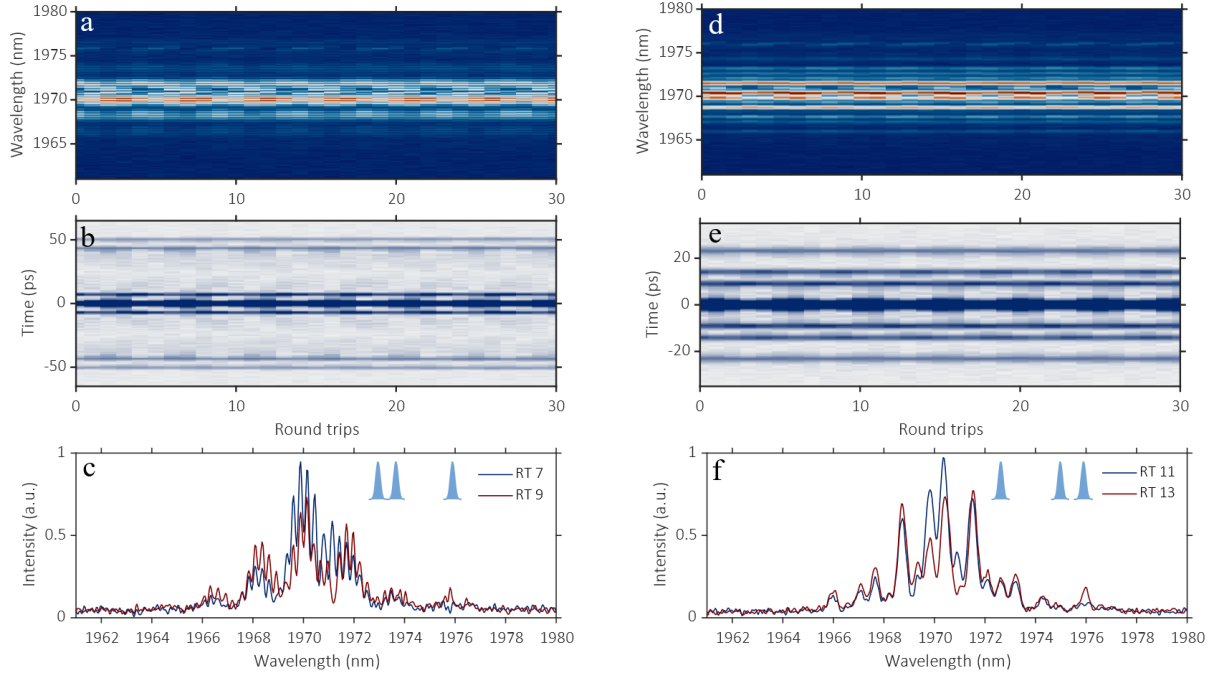 a
Wavelength (nm)
1980
1975
1970
1965
0 10 20 30
b
Time (ps)
50
0
-50
0 10 20 30
Round trips
c
Intensity (a.u.)
1
0.5
0
RT 7
RT 9
1962 1964 1966 1968 1970 1972 1974 1976 1978 1980
Wavelength (nm)
d
Wavelength (nm)
1980
1975
1970
1965
0 10 20 30
e
Time (ps)
20
0
-20
0 10 20 30
Round trips
f
Intensity (a.u.)
1
0.5
0
RT 11
RT 13
1962 1964 1966 1968 1970 1972 1974 1976 1978 1980
Wavelength (nm)